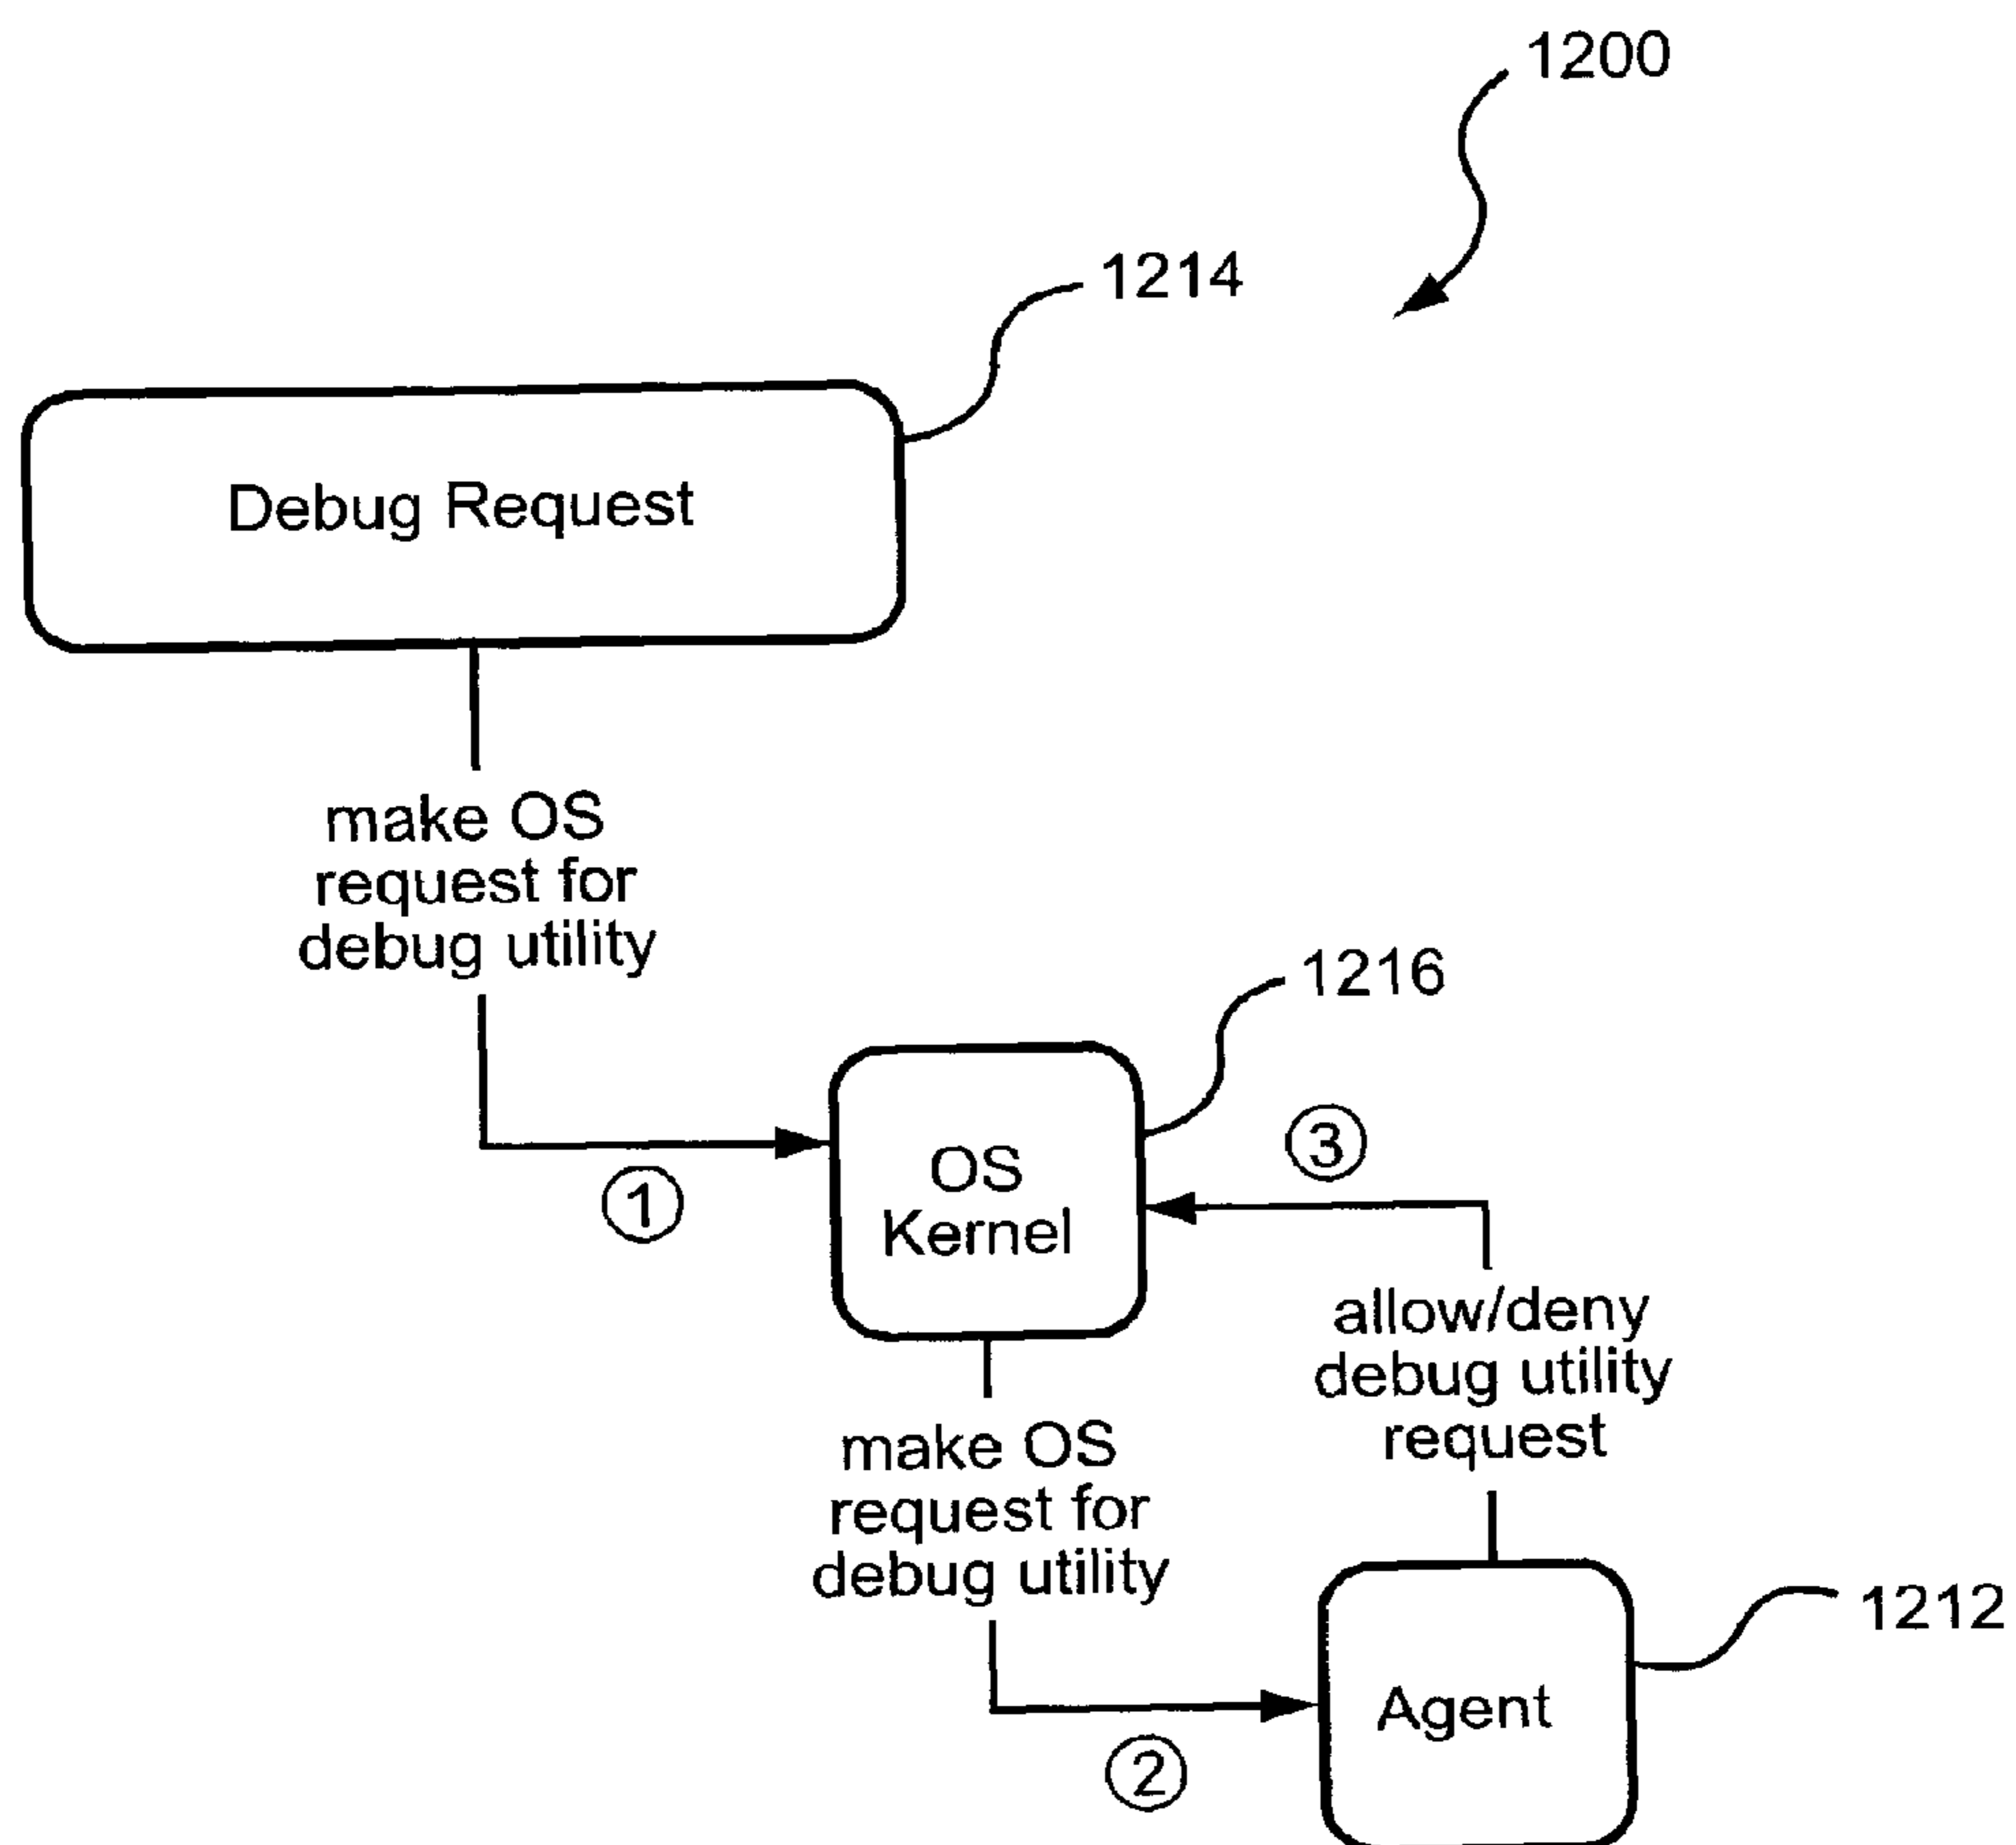 1200
1214
Debug Request
make OS
request for
debug utility
1216
1
OS
Kernel
3
allow/deny
debug utility
request
make OS
request for
debug utility
2
Agent
1212